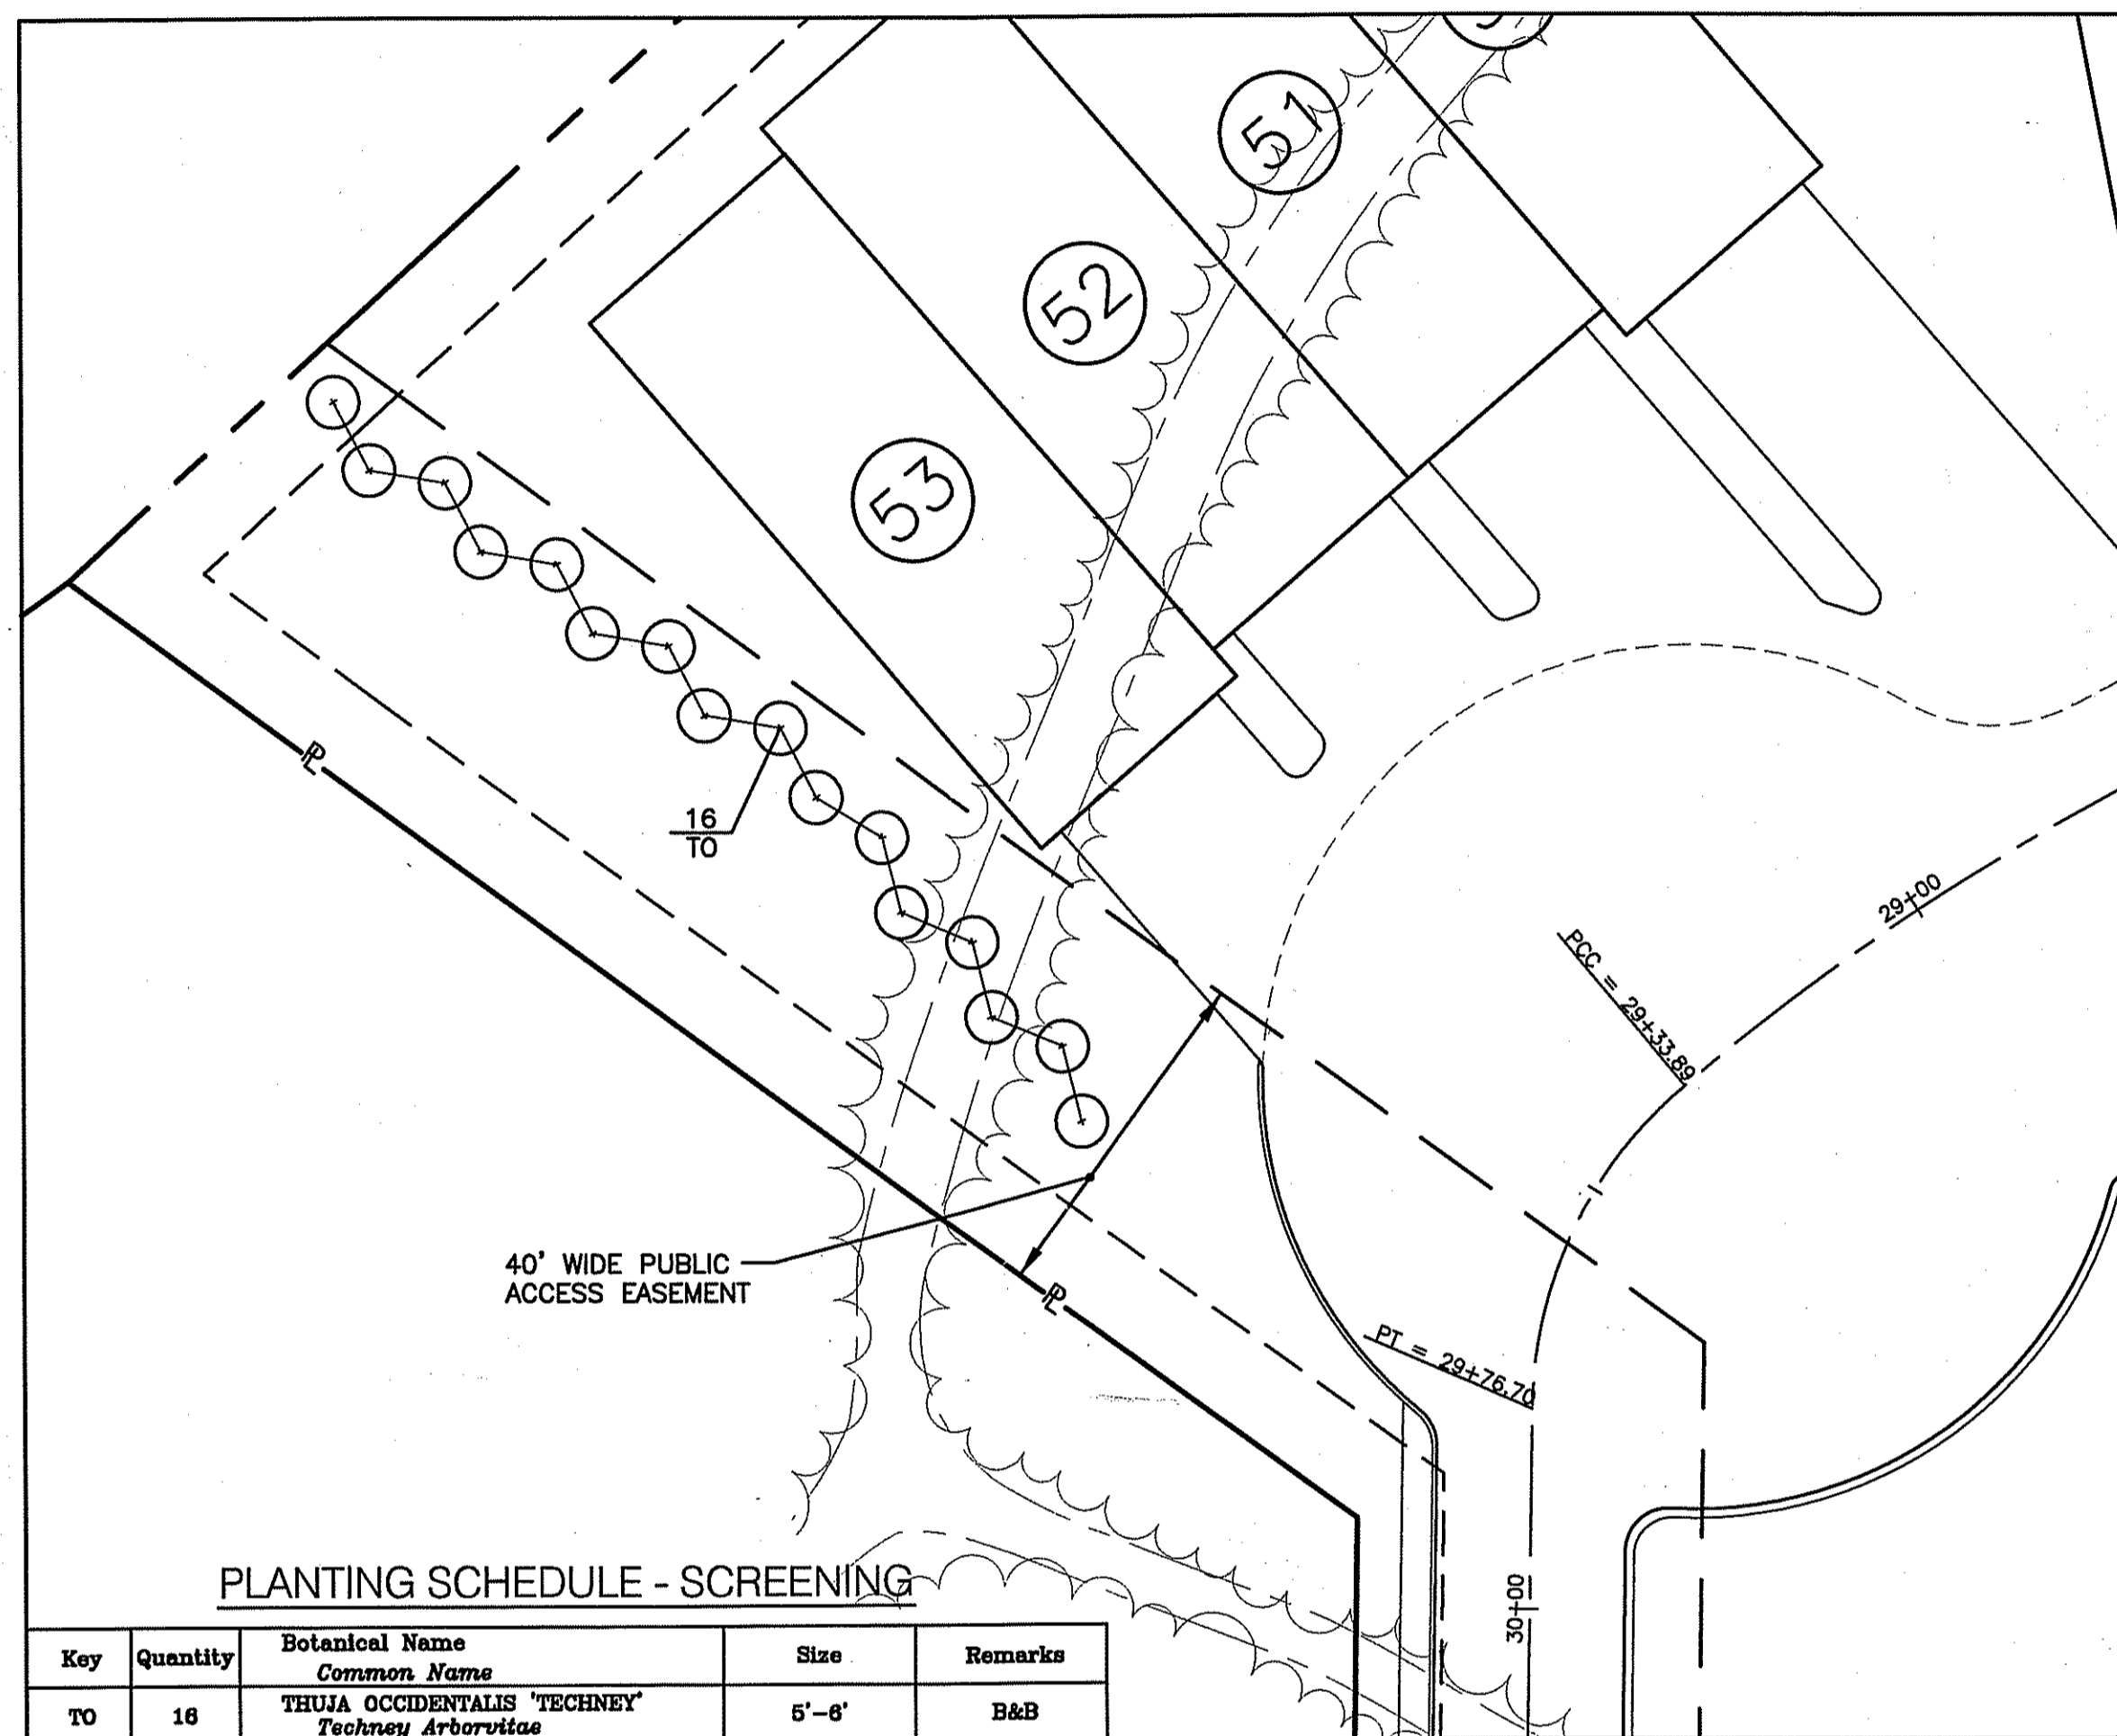 51
52
53
16
TO
PL
29+00
PCC = 29+33.89
40' WIDE PUBLIC
ACCESS EASEMENT
PL
PT = 29+76.70
30+00
PLANTING SCHEDULE - SCREENING
Key Quantity Botanical Name Size Remarks
Common Name
TO 16 THUJA OCCIDENTALIS 'TECHNEY' 5'-6' B&B
Techney Arborvitae